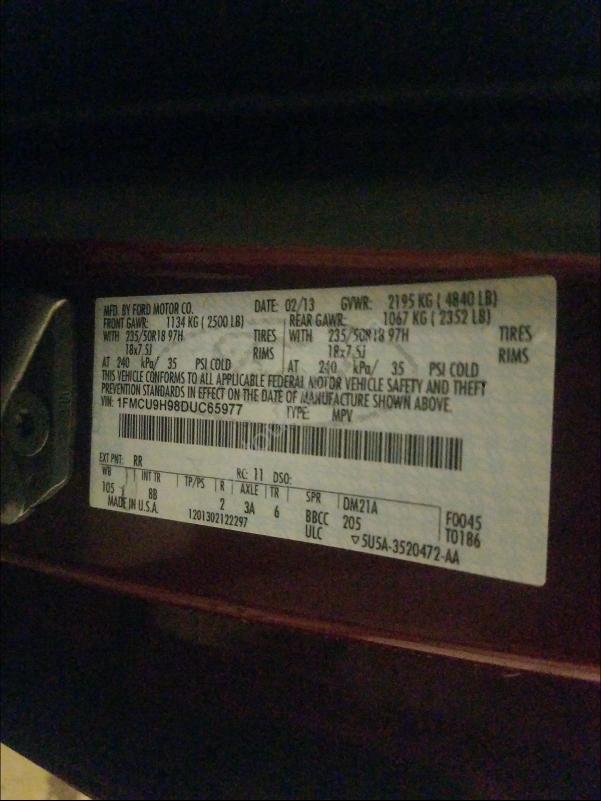 MFD. BY FORD MOTOR CO. DATE: 02/13 GVWR: 2195 KG ( 4840 LB)
FRONT GAWR: 1134 KG ( 2500 LB) REAR GAWR: 1067 KG ( 2352 LB)
WITH 235/50R18 97H TIRES WITH 235/50R18 97H TIRES
18x7.5J RIMS 18x7.5J RIMS
AT 240 kPa/ 35 PSI COLD AT 240 kPa/ 35 PSI COLD
THIS VEHICLE CONFORMS TO ALL APPLICABLE FEDERAL MOTOR VEHICLE SAFETY AND THEFT
PREVENTION STANDARDS IN EFFECT ON THE DATE OF MANUFACTURE SHOWN ABOVE.
VIN: 1FMCU9H98DUC65977 TYPE: MPV
EXT PNT: RR RC: 11 DSO:
WB INT TR TP/PS R AXLE TR SPR DM21A F0045
105 8B 2 3A 6 BBCC 205 T0186
MADE IN U.S.A. 1201302122297 ULC ▽5U5A-3520472-AA